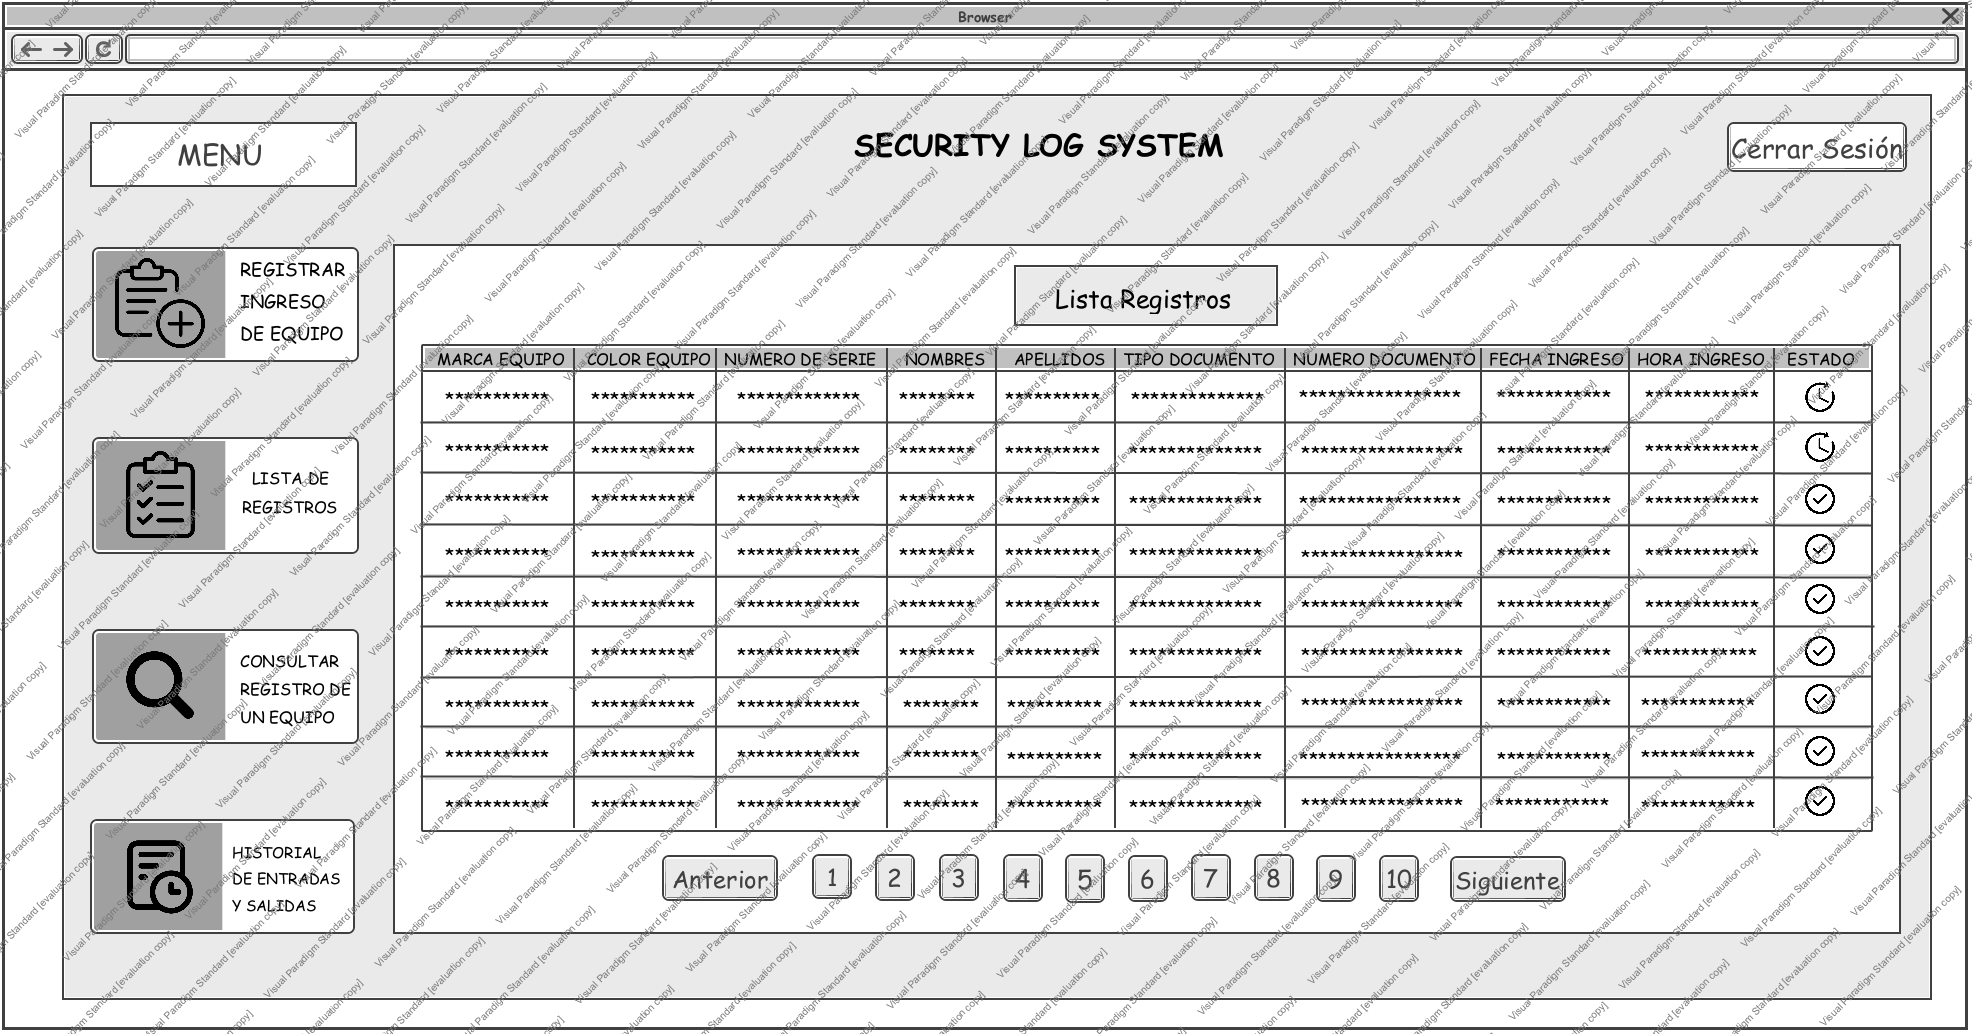 Browser
MENU
SECURITY LOG SYSTEM
Cerrar Sesión
REGISTRAR
INGRESO
DE EQUIPO
LISTA DE
REGISTROS
CONSULTAR
REGISTRO DE
UN EQUIPO
HISTORIAL
DE ENTRADAS
Y SALIDAS
Lista Registros
MARCA EQUIPO COLOR EQUIPO NUMERO DE SERIE NOMBRES APELLIDOS TIPO DOCUMENTO NUMERO DOCUMENTO FECHA INGRESO HORA INGRESO ESTADO
Anterior 1 2 3 4 5 6 7 8 9 10 Siguiente
Visual Paradigm Standard [evaluation copy]